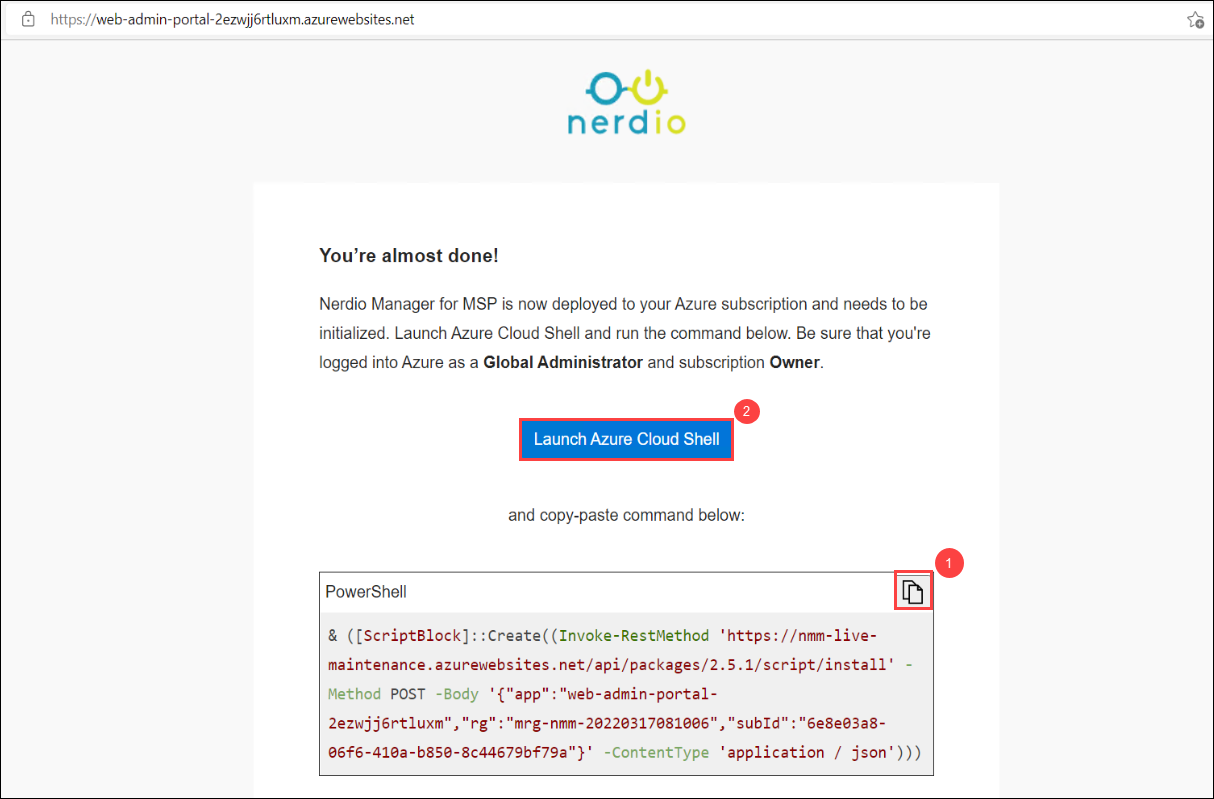 https://web-admin-portal-2ezwjj6rtluxm.azurewebsites.net
nerdio
You’re almost done!
Nerdio Manager for MSP is now deployed to your Azure subscription and needs to be
initialized. Launch Azure Cloud Shell and run the command below. Be sure that you're
logged into Azure as a Global Administrator and subscription Owner.
2
Launch Azure Cloud Shell
and copy-paste command below:
1
PowerShell
& ([ScriptBlock]::Create((Invoke-RestMethod 'https://nmm-live-
maintenance.azurewebsites.net/api/packages/2.5.1/script/install' -
Method POST -Body '{"app":"web-admin-portal-
2ezwjj6rtluxm","rg":"mrg-nmm-20220317081006","subId":"6e8e03a8-
06f6-410a-b850-8c44679bf79a"}' -ContentType 'application / json')))